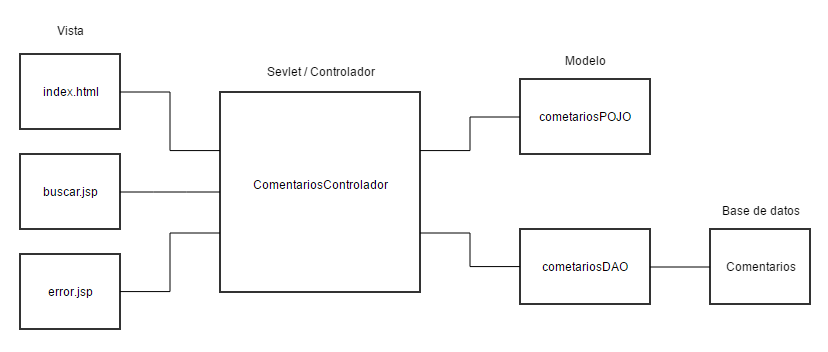 Vista
index.html
buscar.jsp
error.jsp
Sevlet / Controlador
ComentariosControlador
Modelo
cometariosPOJO
cometariosDAO
Base de datos
Comentarios